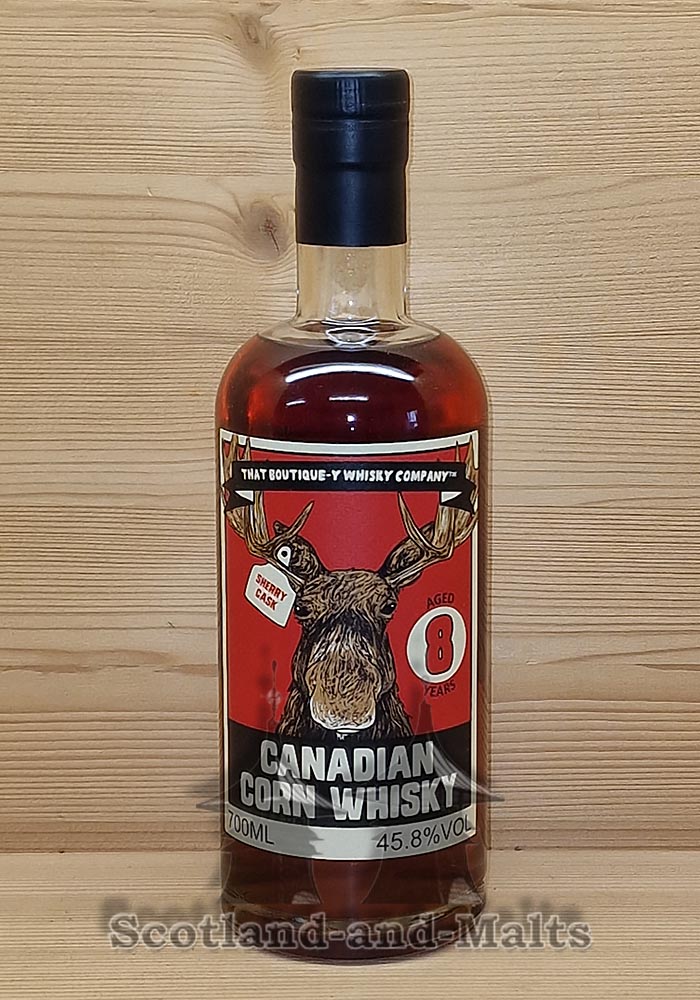 THAT BOUTIQUE-Y WHISKY COMPANY™
SHERRY
CASK
AGED
8
YEARS
CANADIAN
CORN WHISKY
700ML
45.8%VOL
Scotland-and-Malts